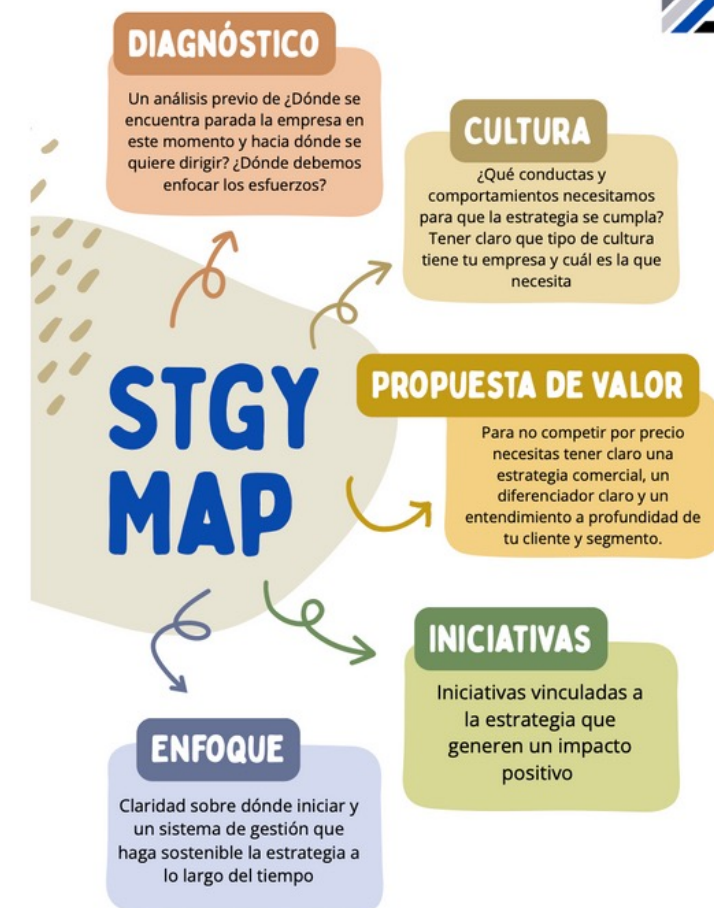 DIAGNÓSTICO
Un análisis previo de ¿Dónde se
encuentra parada la empresa en
este momento y hacia dónde se
quiere dirigir? ¿Dónde debemos
enfocar los esfuerzos?
CULTURA
¿Qué conductas y
comportamientos necesitamos
para que la estrategia se cumpla?
Tener claro que tipo de cultura
tiene tu empresa y cuál es la que
necesita
STGY
MAP
PROPUESTA DE VALOR
Para no competir por precio
necesitas tener claro una
estrategia comercial, un
diferenciador claro y un
entendimiento a profundidad de
tu cliente y segmento.
INICIATIVAS
Iniciativas vinculadas a
la estrategia que
generen un impacto
positivo
ENFOQUE
Claridad sobre dónde iniciar y
un sistema de gestión que
haga sostenible la estrategia a
lo largo del tiempo